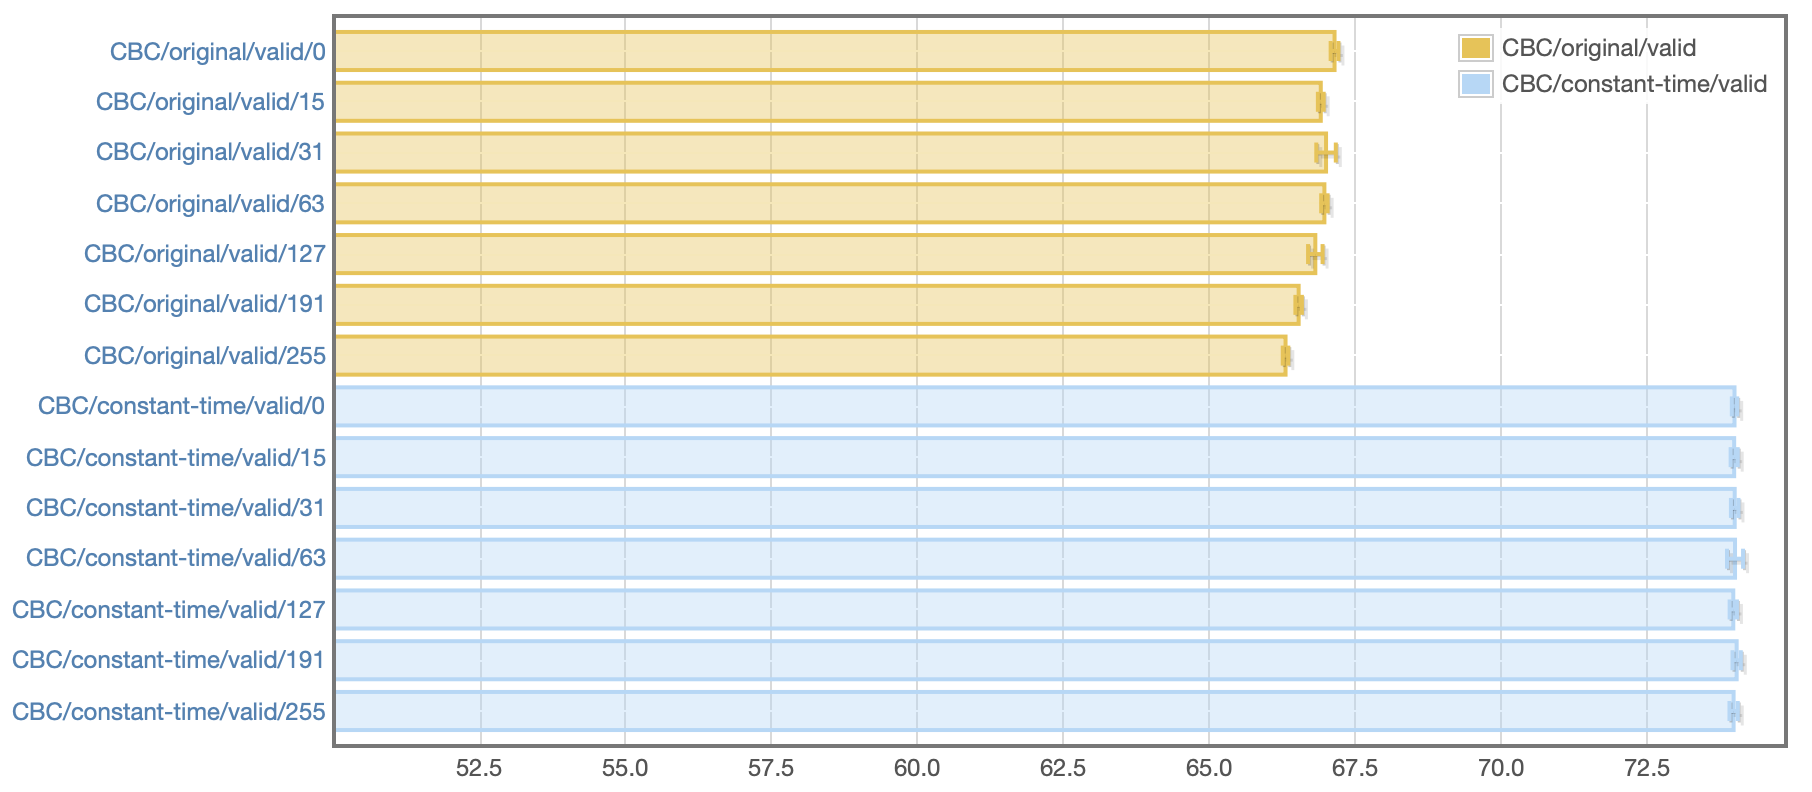 CBC/original/valid/0
CBC/original/valid/15
CBC/original/valid/31
CBC/original/valid/63
CBC/original/valid/127
CBC/original/valid/191
CBC/original/valid/255
CBC/constant-time/valid/0
CBC/constant-time/valid/15
CBC/constant-time/valid/31
CBC/constant-time/valid/63
CBC/constant-time/valid/127
CBC/constant-time/valid/191
CBC/constant-time/valid/255
CBC/original/valid
CBC/constant-time/valid
52.5 55.0 57.5 60.0 62.5 65.0 67.5 70.0 72.5